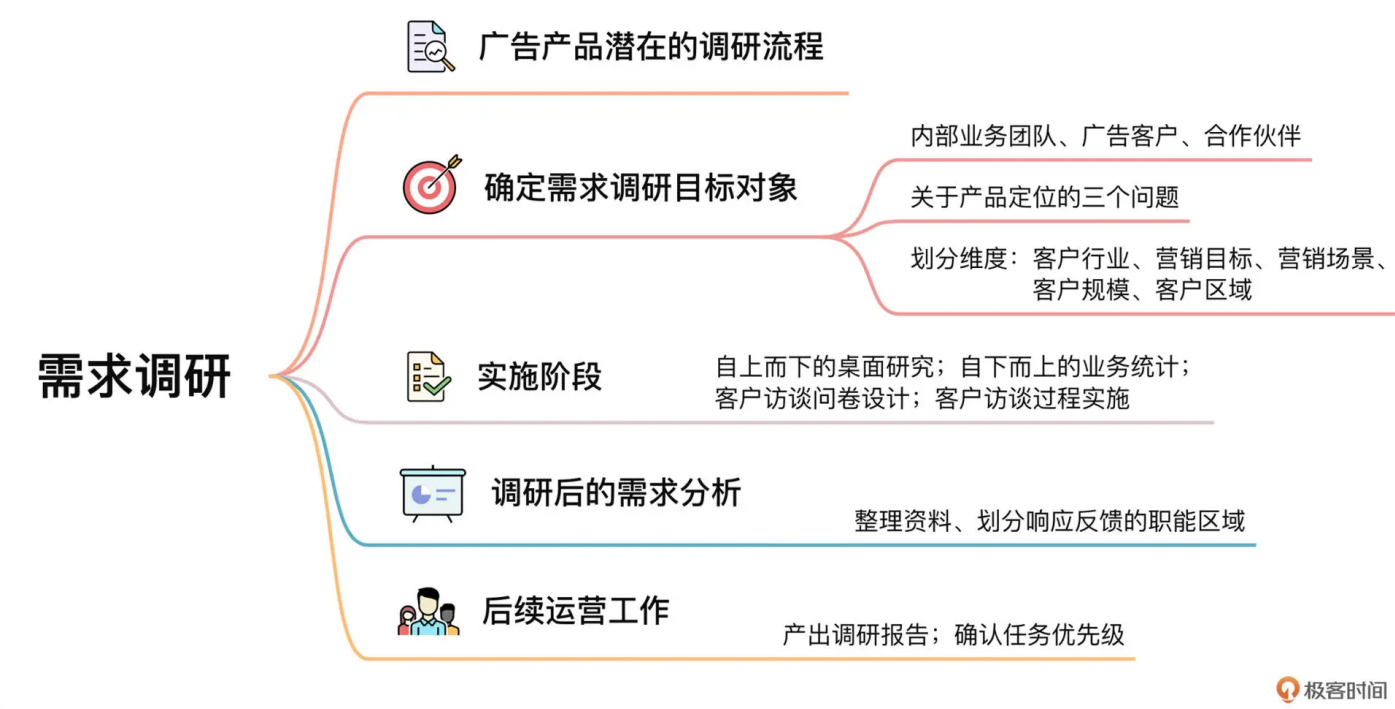 需求调研
广告产品潜在的调研流程
确定需求调研目标对象
内部业务团队、广告客户、合作伙伴
关于产品定位的三个问题
划分维度：客户行业、营销目标、营销场景、
客户规模、客户区域
实施阶段
自上而下的桌面研究；自下而上的业务统计；
客户访谈问卷设计；客户访谈过程实施
调研后的需求分析
整理资料、划分响应反馈的职能区域
后续运营工作
产出调研报告；确认任务优先级
极客时间